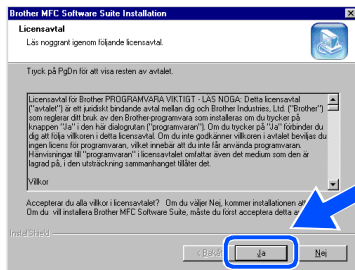 Brother MFC Software Suite Installation
Licensavtal
Läs noggrant igenom följande licensavtal.
Tryck på PgDn för att visa resten av avtalet.
Licensavtal för Brother PROGRAMVARA VIKTIGT - LÄS NOGA: Detta licensavtal
("avtalet") är ett juridiskt bindande avtal mellan dig och Brother Industries, Ltd. ("Brother")
som reglerar ditt bruk av den Brother-programvara som installeras om du trycker på
knappen "Ja" i den här dialogrutan ("programvaran"). Om du trycker på "Ja" förbinder du
dig att följa villkoren i detta licensavtal. Om du inte godkänner villkoren i avtalet beviljas du
ingen licens för programvaran, vilket innebär att du inte får använda programvaran.
Hänvisningar till "programvaran" i licensavtalet omfattar även det medium som den är
lagrad på, i den utsträckning sammanhanget tillåter det.
Villkor
Accepterar du alla villkor i licensavtalet? Om du väljer Nej, kommer installationen
Om du vill installera Brother MFC Software Suite, måste du först acceptera detta
InstallShield
< Bakåt
Ja
Nej